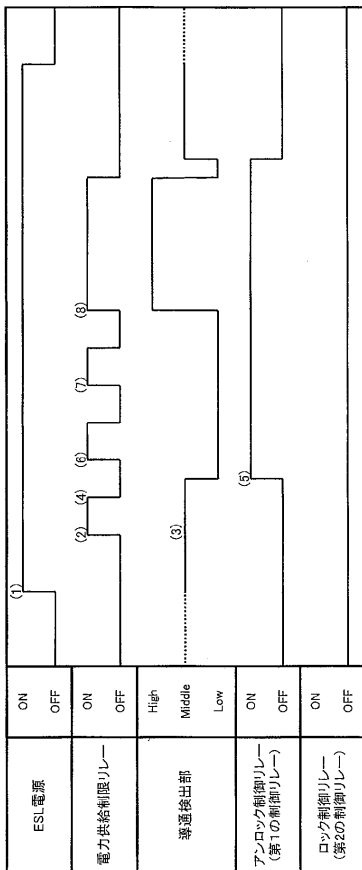 ESL電源
ON
OFF
(1)
電力供給制限リレー
ON
OFF
(2)
(4)
(6)
(7)
(8)
導通検出部
High
Middle
Low
(3)
アンロック制御リレー
(第1の制御リレー)
ON
OFF
(5)
ロック制御リレー
(第2の制御リレー)
ON
OFF